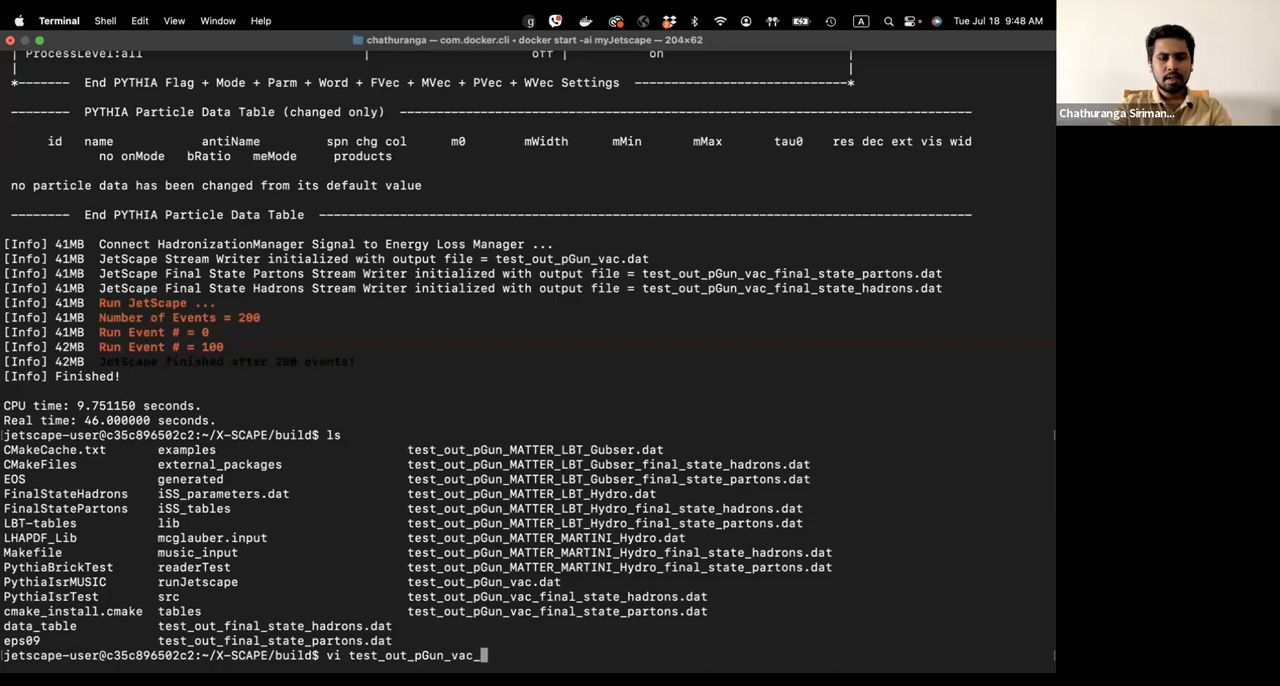 Terminal Shell Edit View Window Help Tue Jul 18 9:48 AM
chathuranga — com.docker.cli • docker start -ai myJetscape — 204×62
| ProcessLevel:all | off | on |
| |
*------- End PYTHIA Flag + Mode + Parm + Word + FVec + MVec + PVec + WVec Settings -----------------------------*
-------- PYTHIA Particle Data Table (changed only) ------------------------------------------------------------------------------
id name antiName spn chg col m0 mWidth mMin mMax tau0 res dec ext vis wid
no onMode bRatio meMode products
no particle data has been changed from its default value
-------- End PYTHIA Particle Data Table -----------------------------------------------------------------------------------------
[Info] 41MB Connect HadronizationManager Signal to Energy Loss Manager ...
[Info] 41MB JetScape Stream Writer initialized with output file = test_out_pGun_vac.dat
[Info] 41MB JetScape Final State Partons Stream Writer initialized with output file = test_out_pGun_vac_final_state_partons.dat
[Info] 41MB JetScape Final State Hadrons Stream Writer initialized with output file = test_out_pGun_vac_final_state_hadrons.dat
[Info] 41MB Run JetScape ...
[Info] 41MB Number of Events = 200
[Info] 41MB Run Event # = 0
[Info] 42MB Run Event # = 100
[Info] 42MB JetScape finished after 200 events!
[Info] Finished!
CPU time: 9.751150 seconds.
Real time: 46.000000 seconds.
[jetscape-user@c35c896502c2:~/X-SCAPE/build$ ls ]
CMakeCache.txt examples test_out_pGun_MATTER_LBT_Gubser.dat
CMakeFiles external_packages test_out_pGun_MATTER_LBT_Gubser_final_state_hadrons.dat
EOS generated test_out_pGun_MATTER_LBT_Gubser_final_state_partons.dat
FinalStateHadrons iSS_parameters.dat test_out_pGun_MATTER_LBT_Hydro.dat
FinalStatePartons iSS_tables test_out_pGun_MATTER_LBT_Hydro_final_state_hadrons.dat
LBT-tables lib test_out_pGun_MATTER_LBT_Hydro_final_state_partons.dat
LHAPDF_Lib mcglauber.input test_out_pGun_MATTER_MARTINI_Hydro.dat
Makefile music_input test_out_pGun_MATTER_MARTINI_Hydro_final_state_hadrons.dat
PythiaBrickTest readerTest test_out_pGun_MATTER_MARTINI_Hydro_final_state_partons.dat
PythiaIsrMUSIC runJetscape test_out_pGun_vac.dat
PythiaIsrTest src test_out_pGun_vac_final_state_hadrons.dat
cmake_install.cmake tables test_out_pGun_vac_final_state_partons.dat
data_table test_out_final_state_hadrons.dat
eps09 test_out_final_state_partons.dat
[jetscape-user@c35c896502c2:~/X-SCAPE/build$ vi test_out_pGun_vac_ ]
Chathuranga Siriman...